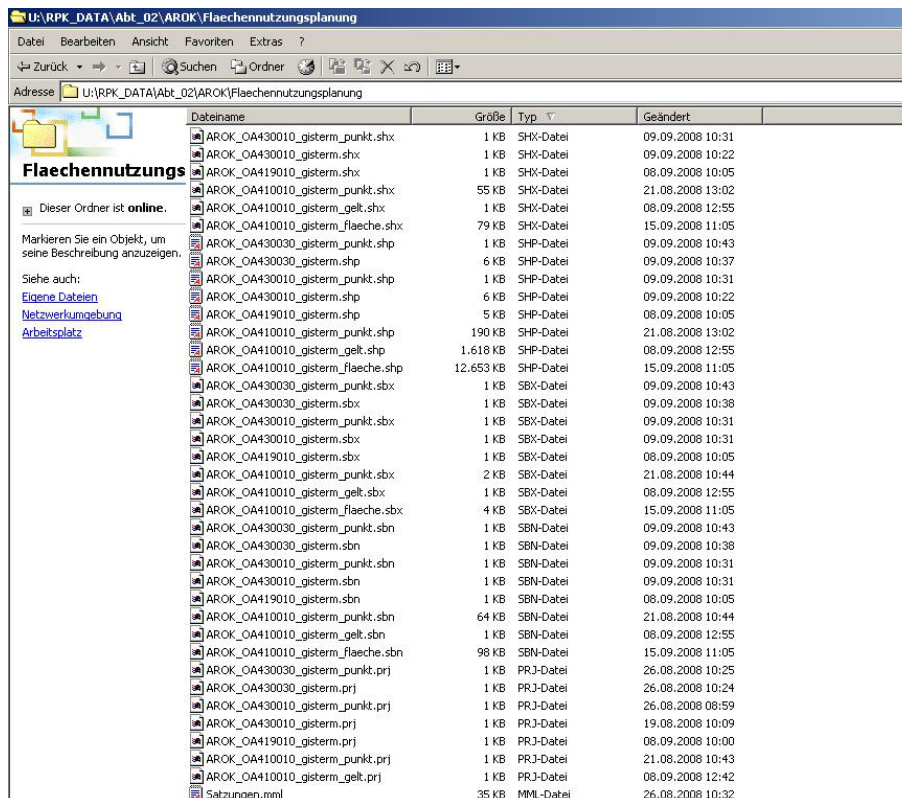 U:\RPK_DATA\Abt_02\AROK\Flaechennutzungsplanung
Datei Bearbeiten Ansicht Favoriten Extras ?
Zurück Suchen Ordner
Adresse U:\RPK_DATA\Abt_02\AROK\Flaechennutzungsplanung
Flaechennutzungs
Dieser Ordner ist online.
Markieren Sie ein Objekt, um
seine Beschreibung anzuzeigen.
Siehe auch:
Eigene Dateien
Netzwerkumgebung
Arbeitsplatz
Dateiname Größe Typ Geändert
AROK_OA430010_gisterm_punkt.shx 1 KB SHX-Datei 09.09.2008 10:31
AROK_OA430010_gisterm.shx 1 KB SHX-Datei 09.09.2008 10:22
AROK_OA419010_gisterm.shx 1 KB SHX-Datei 08.09.2008 10:05
AROK_OA410010_gisterm_punkt.shx 55 KB SHX-Datei 21.08.2008 13:02
AROK_OA410010_gisterm_gelt.shx 1 KB SHX-Datei 08.09.2008 12:55
AROK_OA410010_gisterm_flaeche.shx 79 KB SHX-Datei 15.09.2008 11:05
AROK_OA430030_gisterm_punkt.shp 1 KB SHP-Datei 09.09.2008 10:43
AROK_OA430030_gisterm.shp 6 KB SHP-Datei 09.09.2008 10:37
AROK_OA430010_gisterm_punkt.shp 1 KB SHP-Datei 09.09.2008 10:31
AROK_OA430010_gisterm.shp 6 KB SHP-Datei 09.09.2008 10:22
AROK_OA419010_gisterm.shp 5 KB SHP-Datei 08.09.2008 10:05
AROK_OA410010_gisterm_punkt.shp 190 KB SHP-Datei 21.08.2008 13:02
AROK_OA410010_gisterm_gelt.shp 1.618 KB SHP-Datei 08.09.2008 12:55
AROK_OA410010_gisterm_flaeche.shp 12.653 KB SHP-Datei 15.09.2008 11:05
AROK_OA430030_gisterm_punkt.sbx 1 KB SBX-Datei 09.09.2008 10:43
AROK_OA430030_gisterm.sbx 1 KB SBX-Datei 09.09.2008 10:38
AROK_OA430010_gisterm_punkt.sbx 1 KB SBX-Datei 09.09.2008 10:31
AROK_OA430010_gisterm.sbx 1 KB SBX-Datei 09.09.2008 10:31
AROK_OA419010_gisterm.sbx 1 KB SBX-Datei 08.09.2008 10:05
AROK_OA410010_gisterm_punkt.sbx 2 KB SBX-Datei 21.08.2008 10:44
AROK_OA410010_gisterm_gelt.sbx 1 KB SBX-Datei 08.09.2008 12:55
AROK_OA410010_gisterm_flaeche.sbx 4 KB SBX-Datei 15.09.2008 11:05
AROK_OA430030_gisterm_punkt.sbn 1 KB SBN-Datei 09.09.2008 10:43
AROK_OA430030_gisterm.sbn 1 KB SBN-Datei 09.09.2008 10:38
AROK_OA430010_gisterm_punkt.sbn 1 KB SBN-Datei 09.09.2008 10:31
AROK_OA430010_gisterm.sbn 1 KB SBN-Datei 09.09.2008 10:31
AROK_OA419010_gisterm.sbn 1 KB SBN-Datei 08.09.2008 10:05
AROK_OA410010_gisterm_punkt.sbn 64 KB SBN-Datei 21.08.2008 10:44
AROK_OA410010_gisterm_gelt.sbn 1 KB SBN-Datei 08.09.2008 12:55
AROK_OA410010_gisterm_flaeche.sbn 98 KB SBN-Datei 15.09.2008 11:05
AROK_OA430030_gisterm_punkt.prj 1 KB PRJ-Datei 26.08.2008 10:25
AROK_OA430030_gisterm.prj 1 KB PRJ-Datei 26.08.2008 10:24
AROK_OA430010_gisterm_punkt.prj 1 KB PRJ-Datei 26.08.2008 08:59
AROK_OA430010_gisterm.prj 1 KB PRJ-Datei 19.08.2008 10:09
AROK_OA419010_gisterm.prj 1 KB PRJ-Datei 08.09.2008 10:00
AROK_OA410010_gisterm_punkt.prj 1 KB PRJ-Datei 21.08.2008 10:43
AROK_OA410010_gisterm_gelt.prj 1 KB PRJ-Datei 08.09.2008 12:42
Satzungen.mml 35 KB MML-Datei 26.08.2008 10:32